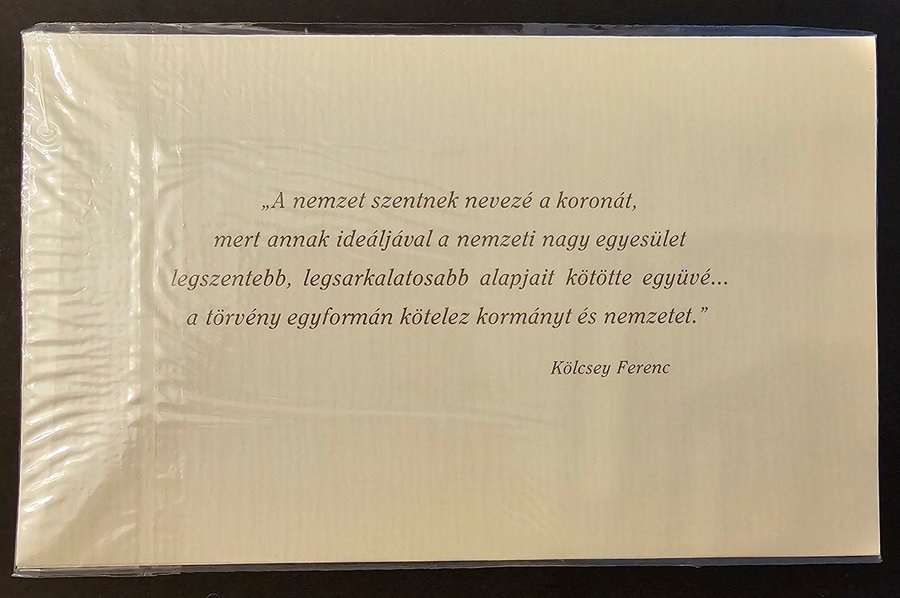 „A nemzet szentnek nevezé a koronát,
mert annak ideáljával a nemzeti nagy egyesület
legszentebb, legsarkalatosabb alapjait kötötte együvé...
a törvény egyformán kötelez kormányt és nemzetet.”
Kölcsey Ferenc